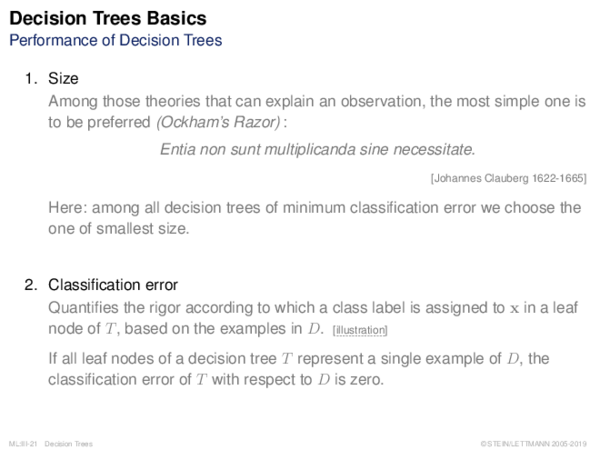 Decision Trees Basics
Performance of Decision Trees
1. Size
Among those theories that can explain an observation, the most simple one is
to be preferred (Ockham's Razor) :
Entia non sunt multiplicanda sine necessitate.
[Johannes Clauberg 1622-1665]
Here: among all decision trees of minimum classification error we choose the
one of smallest size.
2. Classification error
Quantifies the rigor according to which a class label is assigned to x in a leaf
node of T, based on the examples in D. [illustration]
If all leaf nodes of a decision tree T represent a single example of D, the
classification error of T with respect to D is zero.
ML:III-21 Decision Trees
© STEIN/LETTMANN 2005-2019